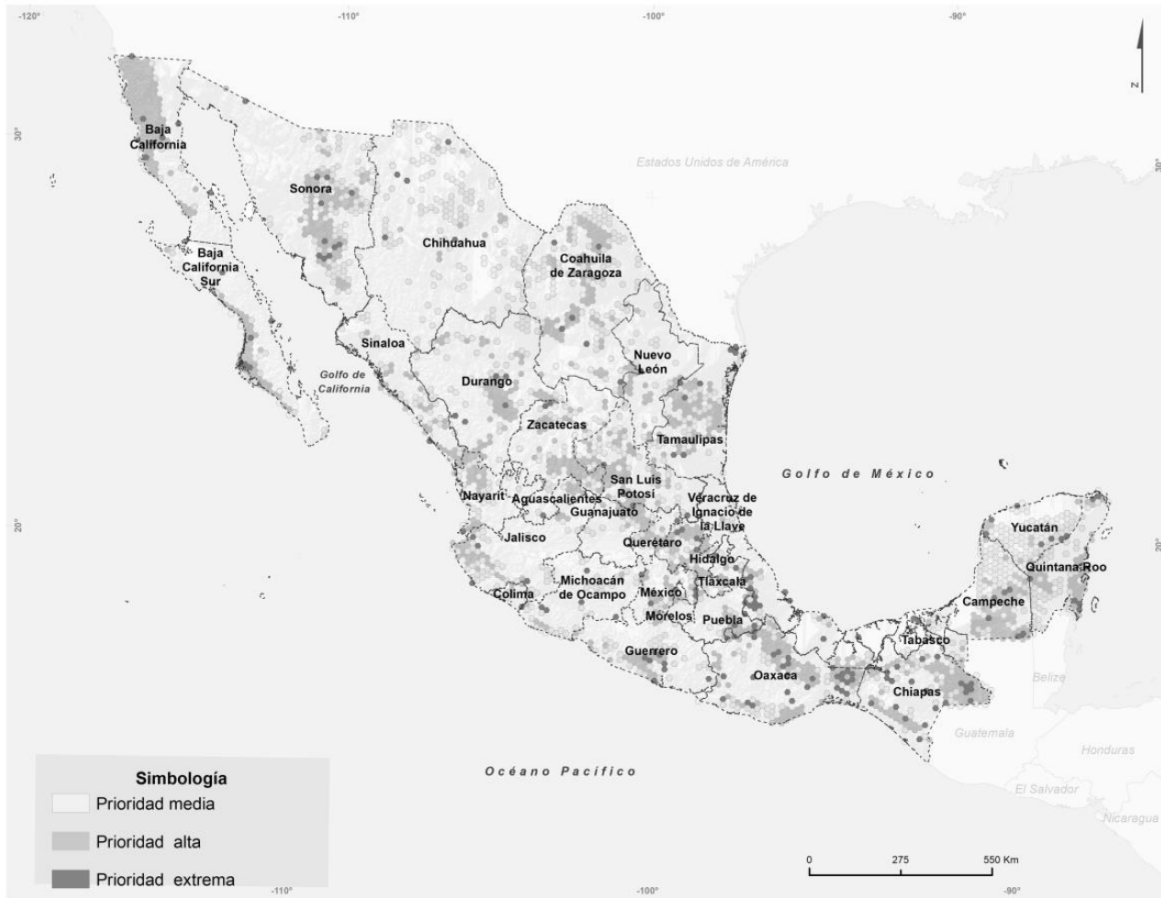 -120°
-110°
-100°
-90°
N
30°
30°
Estados Unidos de América
Baja
California
Sonora
Chihuahua
Coahuila
de Zaragoza
Baja
California
Sur
Sinaloa
Nuevo
León
Golfo de
California
Durango
Zacatecas
Tamaulipas
Golfo de México
San Luis
Potosí
Nayarit
Aguascalientes
Veracruz de
Ignacio de
la Llave
Guanajuato
20°
20°
Yucatán
Jalisco
Querétaro
Hidalgo
Quintana Roo
Michoacán
de Ocampo
Tlaxcala
Colima
México
Campeche
Morelos
Puebla
Tabasco
Guerrero
Oaxaca
Chiapas
Belize
Guatemala
Honduras
Océano Pacífico
El Salvador
Nicaragua
Simbología
Prioridad media
Prioridad alta
Prioridad extrema
0 275 550 Km
-110°
-100°
-90°